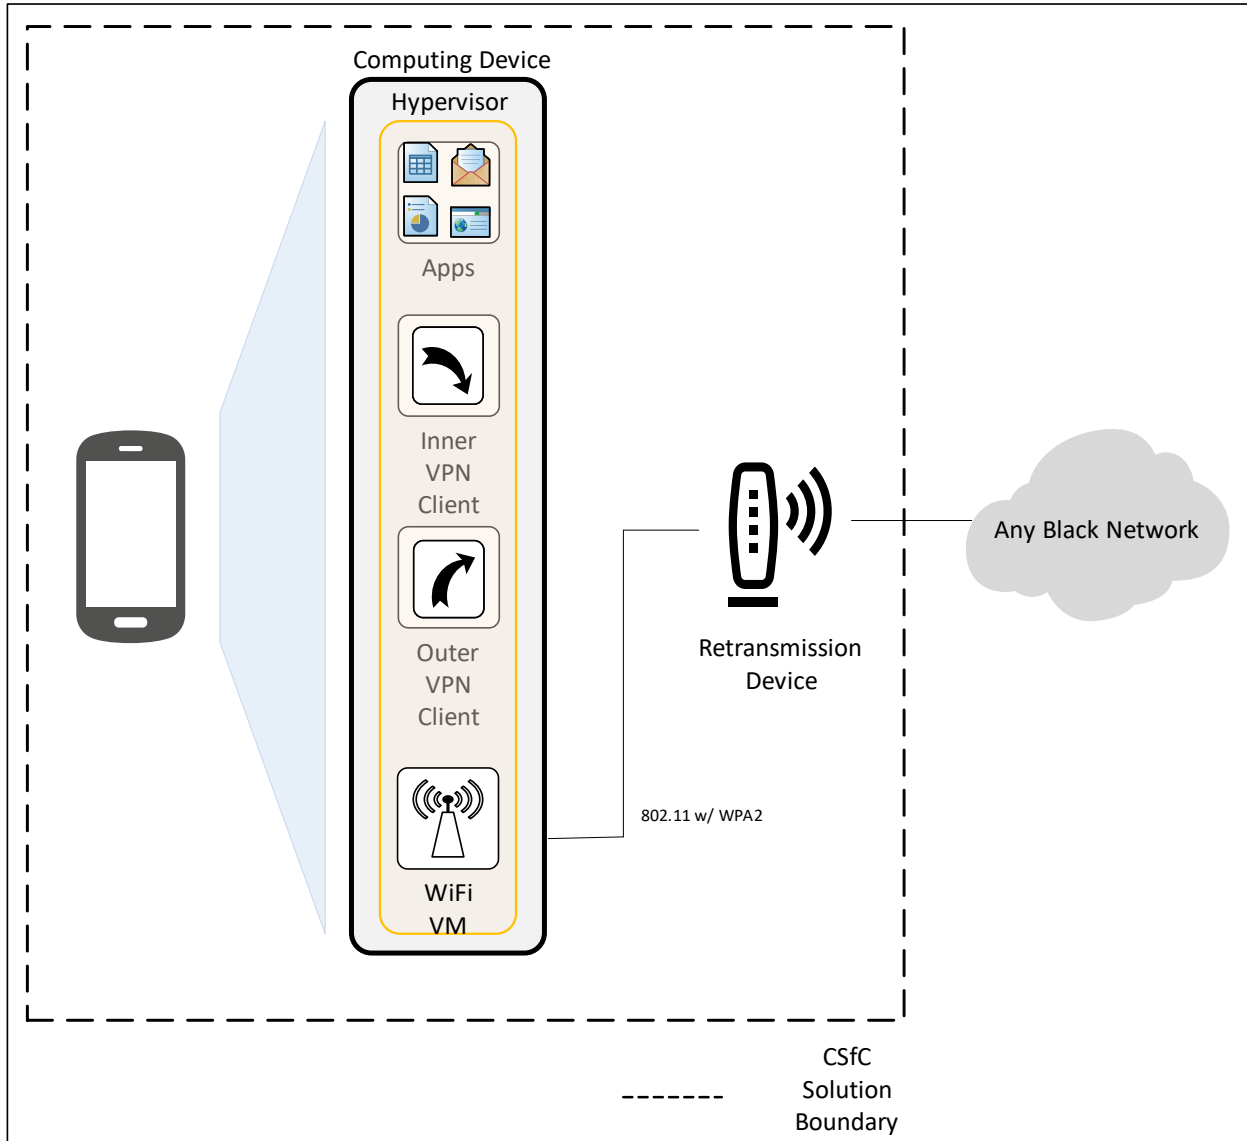 Computing Device
Hypervisor
Apps
Inner
VPN
Client
Outer
VPN
Client
WiFi
VM
802.11 w/ WPA2
Retransmission
Device
Any Black Network
CSfC
Solution
Boundary